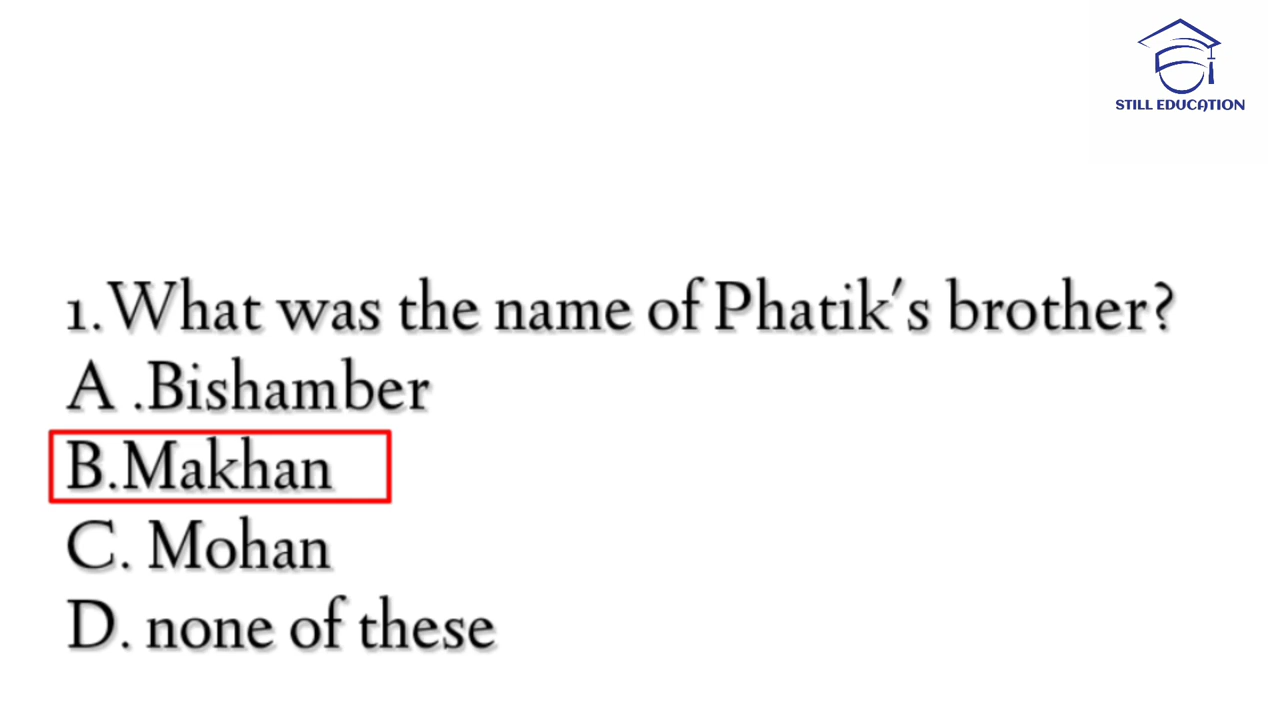 STILL EDUCATION
1.What was the name of Phatik's brother?
A .Bishamber
B.Makhan
C. Mohan
D. none of these